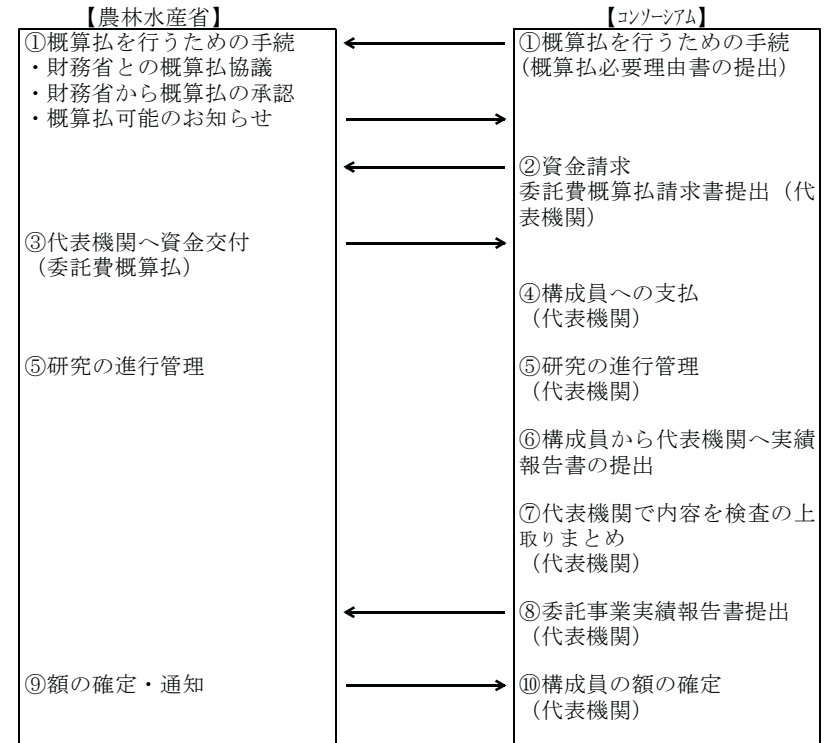 【農林水産省】
①概算払を行うための手続
・財務省との概算払協議
・財務省から概算払の承認
・概算払可能のお知らせ
③代表機関へ資金交付
（委託費概算払）
⑤研究の進行管理
⑨額の確定・通知
【ｺﾝｿｰｼｱﾑ】
①概算払を行うための手続
(概算払必要理由書の提出）
②資金請求
委託費概算払請求書提出（代
表機関）
④構成員への支払
（代表機関）
⑤研究の進行管理
（代表機関）
⑥構成員から代表機関へ実績
報告書の提出
⑦代表機関で内容を検査の上
取りまとめ
（代表機関）
⑧委託事業実績報告書提出
（代表機関）
⑩構成員の額の確定
（代表機関）